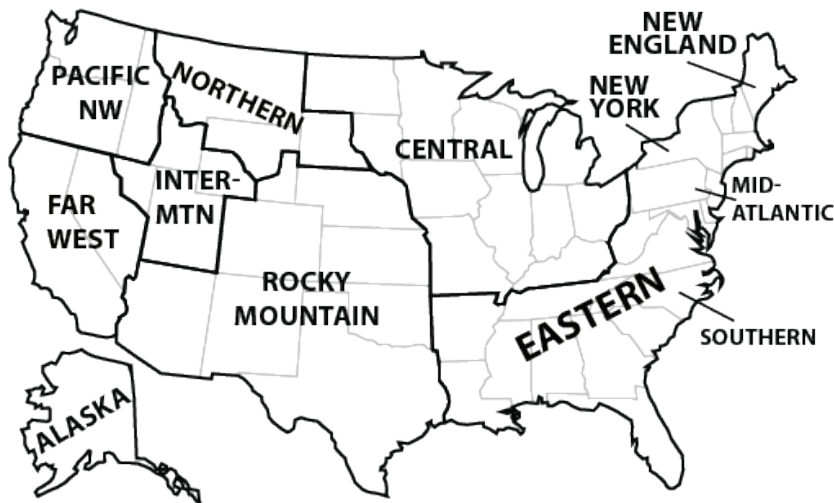 NEW
ENGLAND
PACIFIC
NW
NORTHERN
NEW
YORK
CENTRAL
INTER-
MTN
MID-
ATLANTIC
FAR
WEST
ROCKY
MOUNTAIN
EASTERN
SOUTHERN
ALASKA